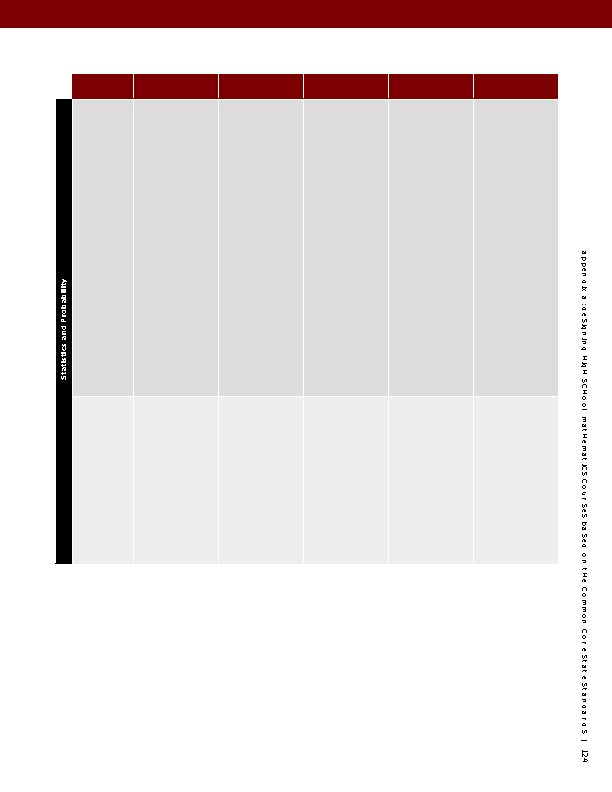 Statistics and Probability
appendix a: deSigning HigH SCHool matHematiCS CourSeS baSed on tHe Common Core State StandardS | 124